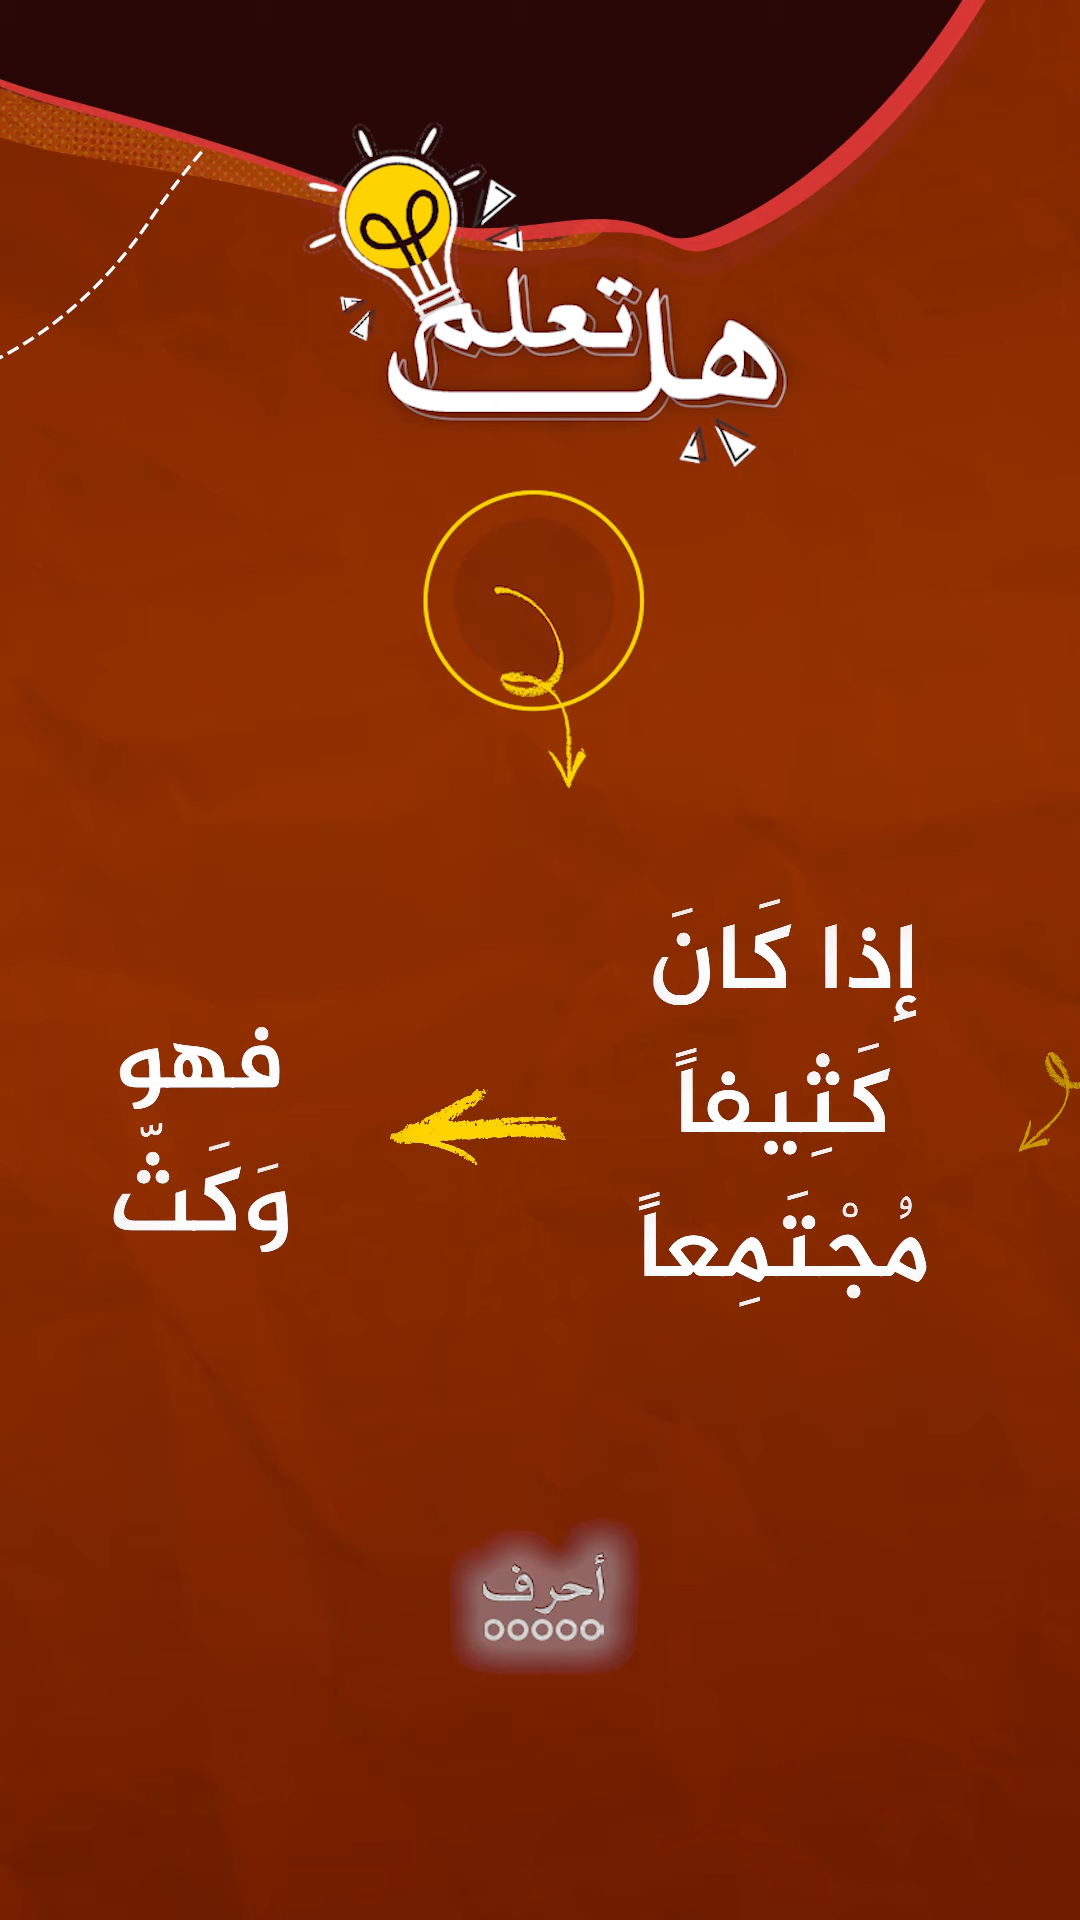 هل تعلم
إذا كَانَ
كَثِيفاً
مُجْتَمِعاً
فهو
وَكَثّ
أحرف